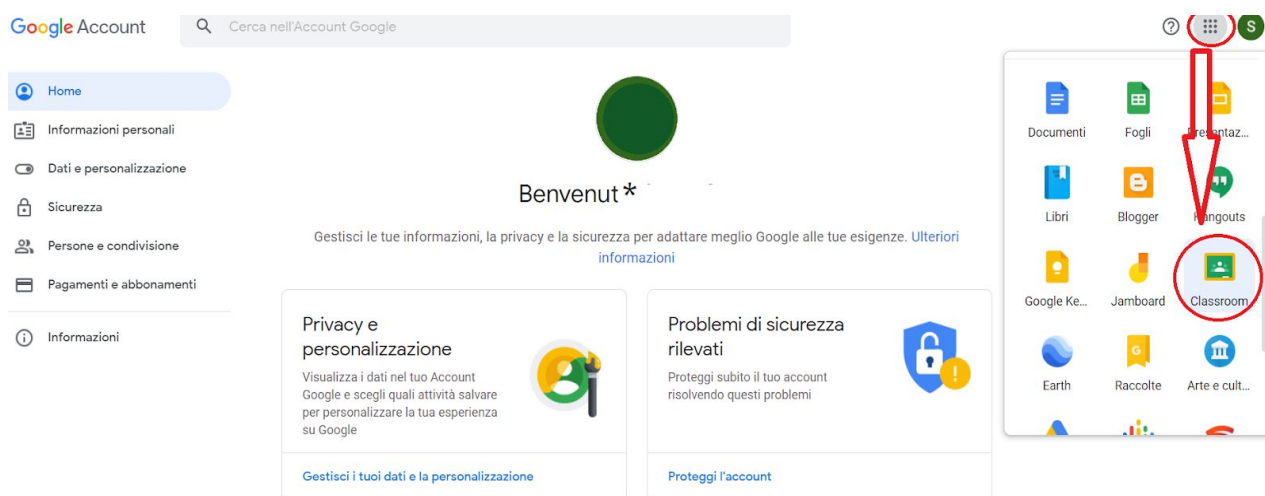 Google Account
Cerca nell'Account Google
S
Home
Informazioni personali
Dati e personalizzazione
Sicurezza
Persone e condivisione
Pagamenti e abbonamenti
Informazioni
Benvenut*
Gestisci le tue informazioni, la privacy e la sicurezza per adattare meglio Google alle tue esigenze. Ulteriori
informazioni
Privacy e
personalizzazione
Visualizza i dati nel tuo Account
Google e scegli quali attività salvare
per personalizzare la tua esperienza
su Google
Gestisci i tuoi dati e la personalizzazione
Problemi di sicurezza
rilevati
Proteggi subito il tuo account
risolvendo questi problemi
Proteggi l'account
Documenti Fogli Presentaz...
Libri Blogger Hangouts
Google Ke... Jamboard Classroom
Earth Raccolte Arte e cult...